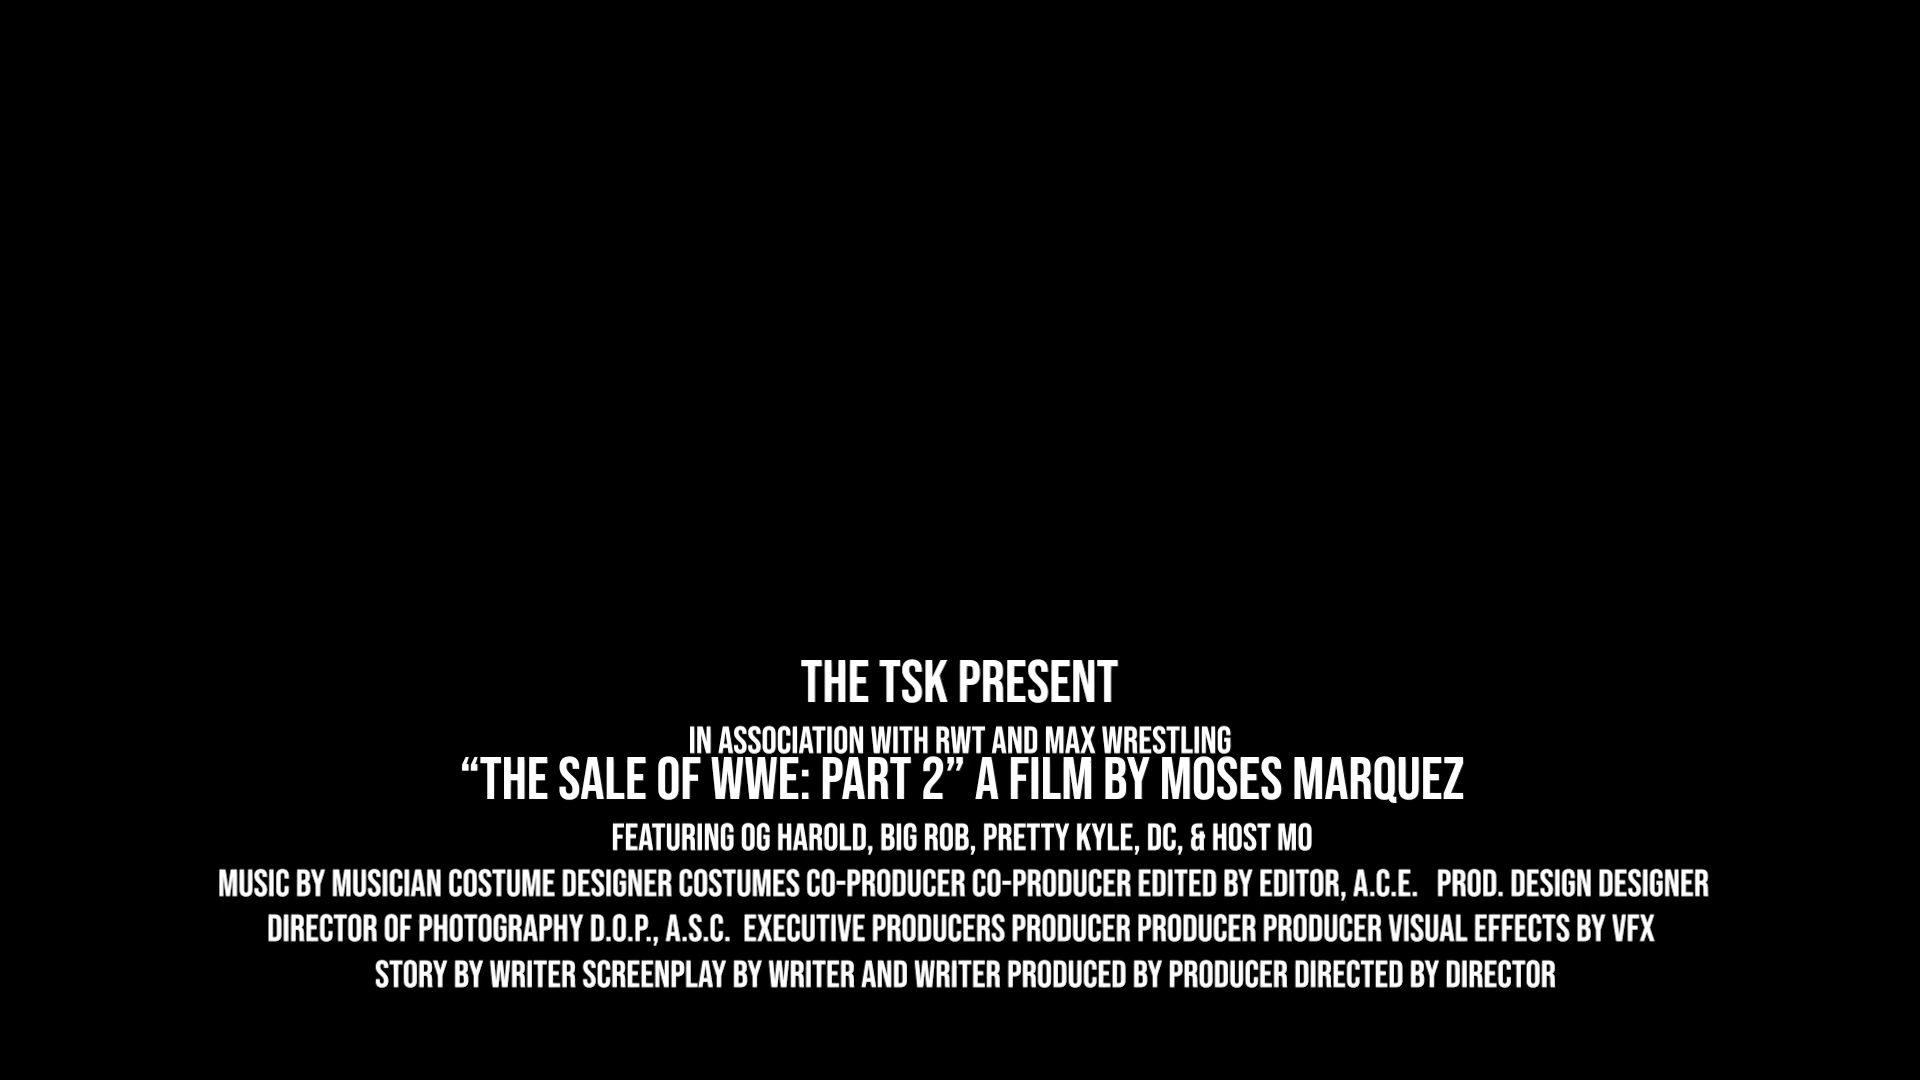 THE TSK PRESENT
IN ASSOCIATION WITH RWT AND MAX WRESTLING
“THE SALE OF WWE: PART 2” A FILM BY MOSES MARQUEZ
FEATURING OG HAROLD, BIG ROB, PRETTY KYLE, DC, & HOST MO
MUSIC BY MUSICIAN COSTUME DESIGNER COSTUMES CO-PRODUCER CO-PRODUCER EDITED BY EDITOR, A.C.E. PROD. DESIGN DESIGNER
DIRECTOR OF PHOTOGRAPHY D.O.P., A.S.C. EXECUTIVE PRODUCERS PRODUCER PRODUCER PRODUCER VISUAL EFFECTS BY VFX
STORY BY WRITER SCREENPLAY BY WRITER AND WRITER PRODUCED BY PRODUCER DIRECTED BY DIRECTOR